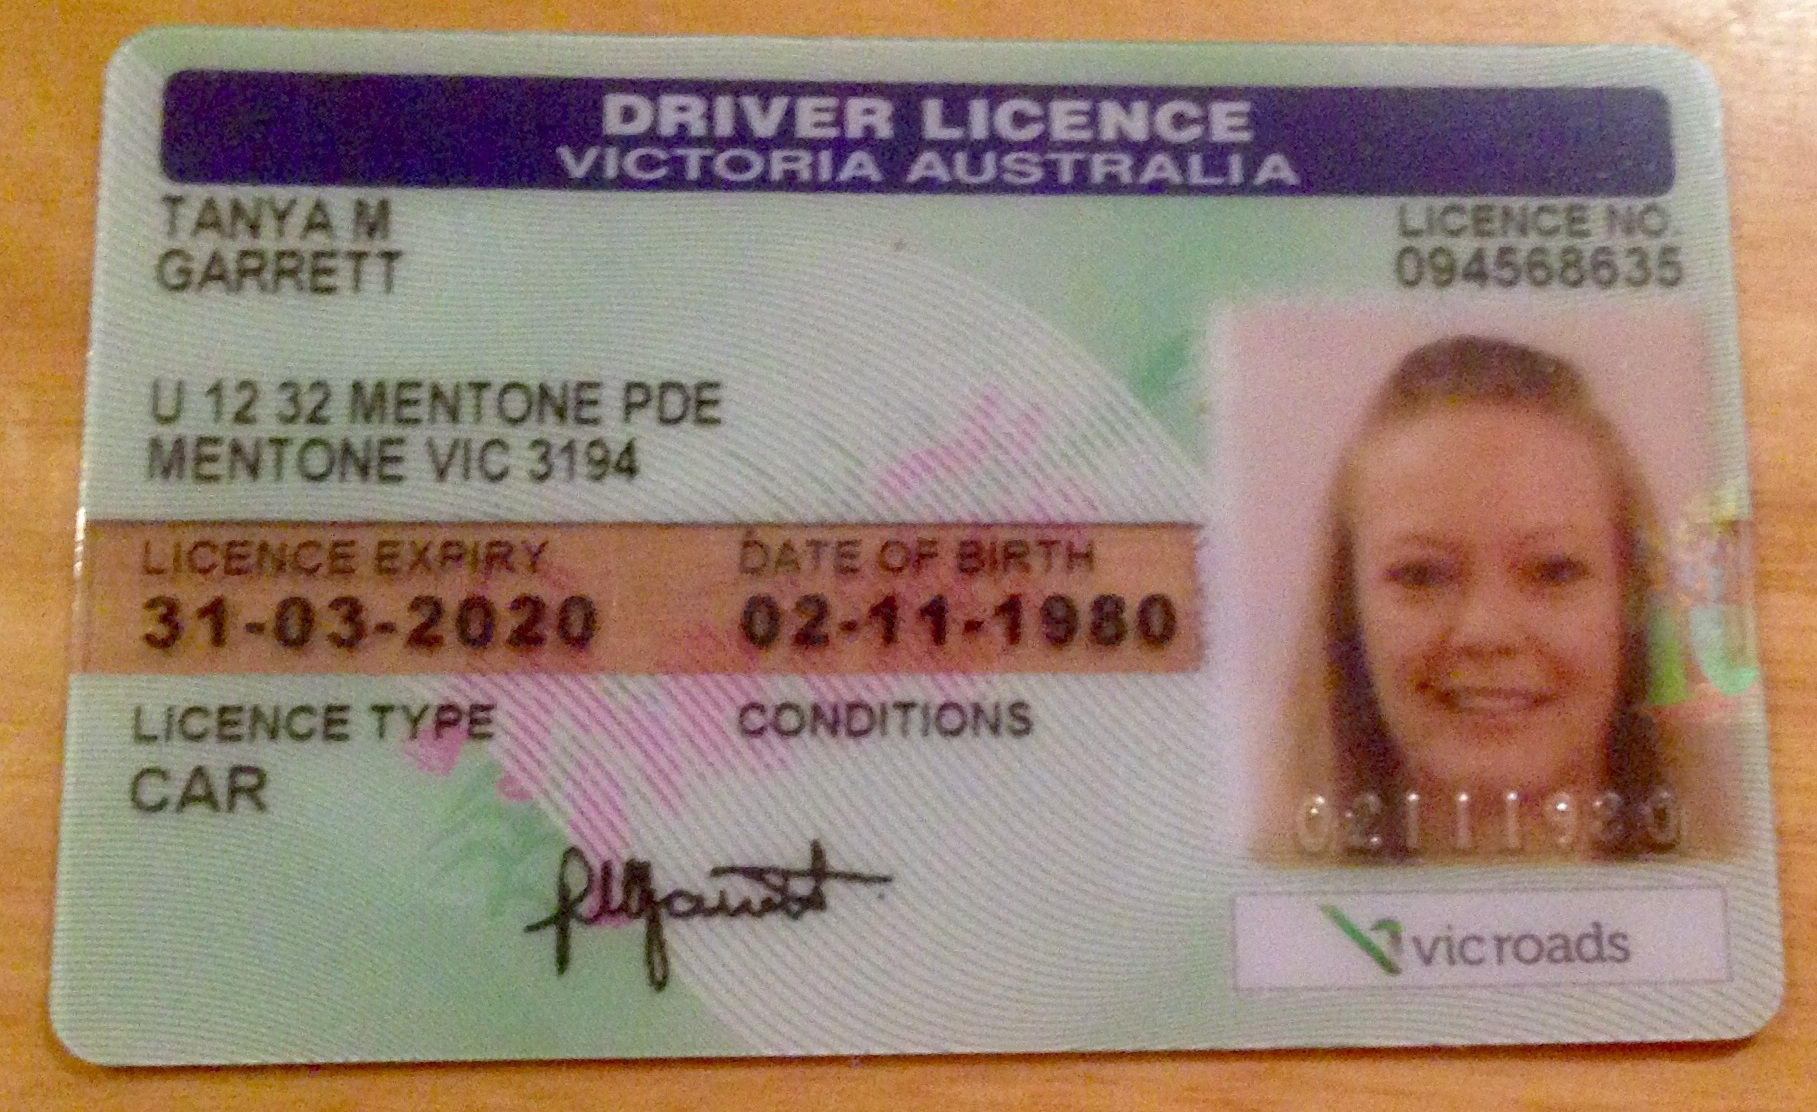 DRIVER LICENCE
VICTORIA AUSTRALIA
TANYA M
GARRETT
LICENCE NO.
094568635
U 12 32 MENTONE PDE
MENTONE VIC 3194
LICENCE EXPIRY
DATE OF BIRTH
31-03-2020
02-11-1980
LICENCE TYPE
CONDITIONS
CAR
02111980
vicroads